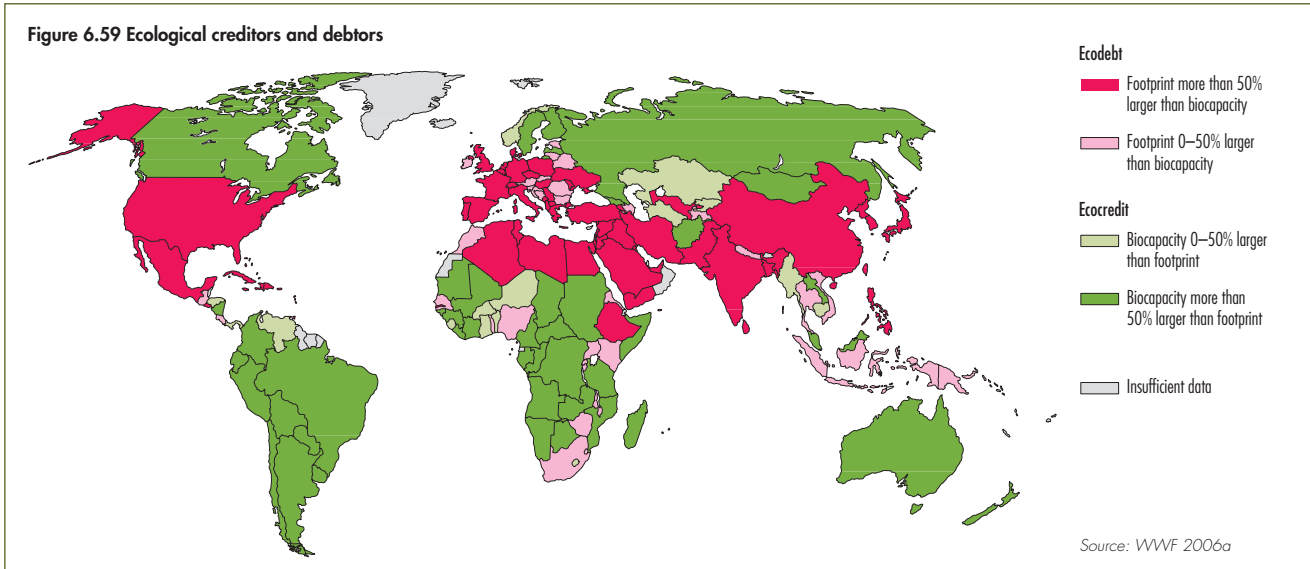 Figure 6.59 Ecological creditors and debtors
Ecodebt
Footprint more than 50%
larger than biocapacity
Footprint 0–50% larger
than biocapacity
Ecocredit
Biocapacity 0–50% larger
than footprint
Biocapacity more than
50% larger than footprint
Insufficient data
Source: WWF 2006a